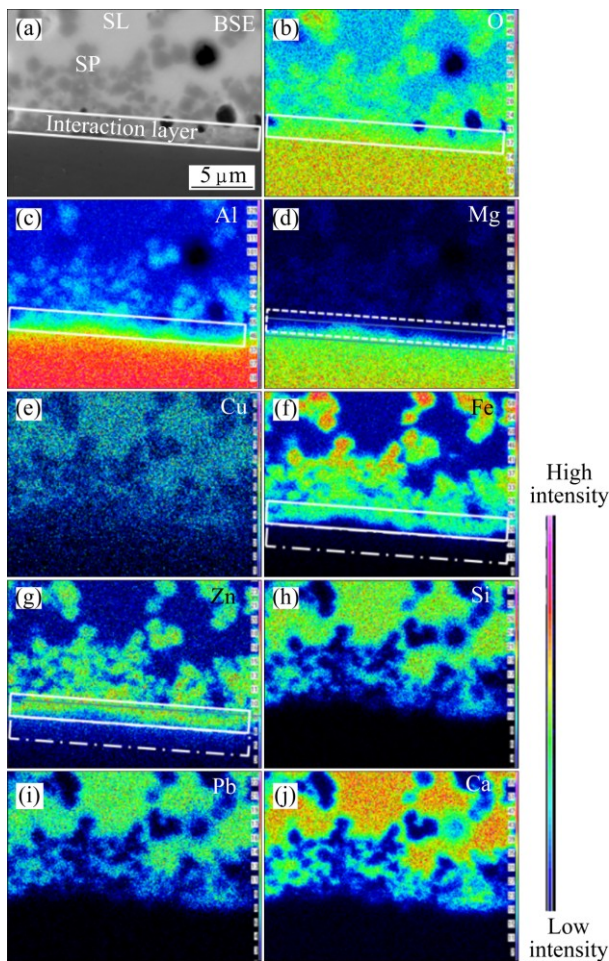 (a) SL BSE
SP
Interaction layer
5 μm
(b) O
(c) Al
(d) Mg
(e) Cu
(f) Fe
(g) Zn
(h) Si
(i) Pb
(j) Ca
High
intensity
Low
intensity